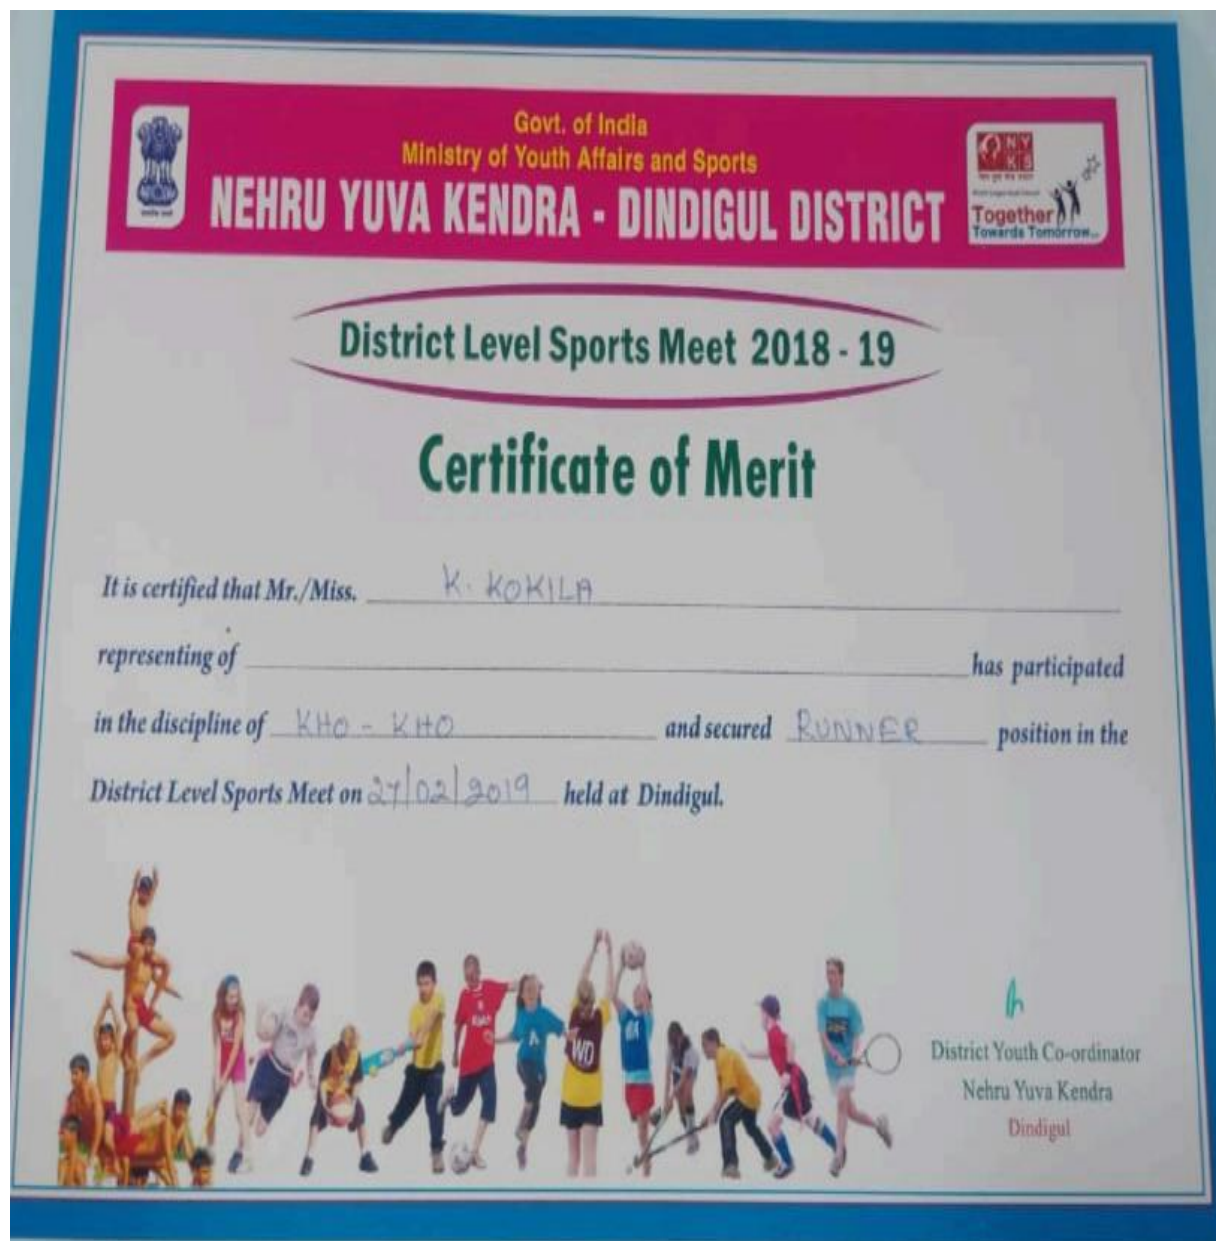 Govt. of India
Ministry of Youth Affairs and Sports
NEHRU YUVA KENDRA - DINDIGUL DISTRICT
NY
KS
Together
Towards Tomorrow...
District Level Sports Meet 2018 - 19
Certificate of Merit
It is certified that Mr./Miss. K. KOKILA
representing of has participated
in the discipline of KHO - KHO and secured RUNNER position in the
District Level Sports Meet on 27/02/2019 held at Dindigul.
WD
District Youth Co-ordinator
Nehru Yuva Kendra
Dindigul